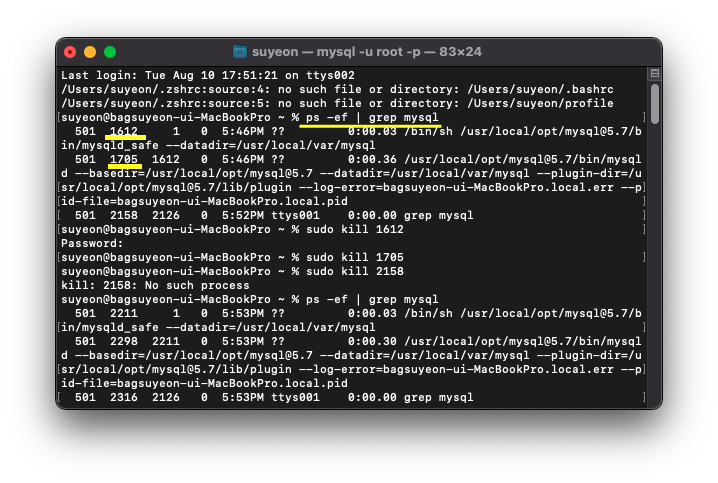 suyeon — mysql -u root -p — 83×24
Last login: Tue Aug 10 17:51:21 on ttys002
/Users/suyeon/.zshrc:source:4: no such file or directory: /Users/suyeon/.bashrc
/Users/suyeon/.zshrc:source:5: no such file or directory: /Users/suyeon/profile
[suyeon@bagsuyeon-ui-MacBookPro ~ % ps -ef | grep mysql ]
501 1612 1 0 5:46PM ?? 0:00.03 /bin/sh /usr/local/opt/mysql@5.7/b
in/mysqld_safe --datadir=/usr/local/var/mysql
501 1705 1612 0 5:46PM ?? 0:00.36 /usr/local/opt/mysql@5.7/bin/mysql
d --basedir=/usr/local/opt/mysql@5.7 --datadir=/usr/local/var/mysql --plugin-dir=/u
[sr/local/opt/mysql@5.7/lib/plugin --log-error=bagsuyeon-ui-MacBookPro.local.err --p]
[id-file=bagsuyeon-ui-MacBookPro.local.pid ]
[ 501 2158 2126 0 5:52PM ttys001 0:00.00 grep mysql ]
[suyeon@bagsuyeon-ui-MacBookPro ~ % sudo kill 1612 ]
Password:
[suyeon@bagsuyeon-ui-MacBookPro ~ % sudo kill 1705 ]
suyeon@bagsuyeon-ui-MacBookPro ~ % sudo kill 2158
kill: 2158: No such process
suyeon@bagsuyeon-ui-MacBookPro ~ % ps -ef | grep mysql
501 2211 1 0 5:53PM ?? 0:00.03 /bin/sh /usr/local/opt/mysql@5.7/b
[in/mysqld_safe --datadir=/usr/local/var/mysql ]
501 2298 2211 0 5:53PM ?? 0:00.30 /usr/local/opt/mysql@5.7/bin/mysql
d --basedir=/usr/local/opt/mysql@5.7 --datadir=/usr/local/var/mysql --plugin-dir=/u
[sr/local/opt/mysql@5.7/lib/plugin --log-error=bagsuyeon-ui-MacBookPro.local.err --p]
id-file=bagsuyeon-ui-MacBookPro.local.pid
[ 501 2316 2126 0 5:53PM ttys001 0:00.00 grep mysql ]